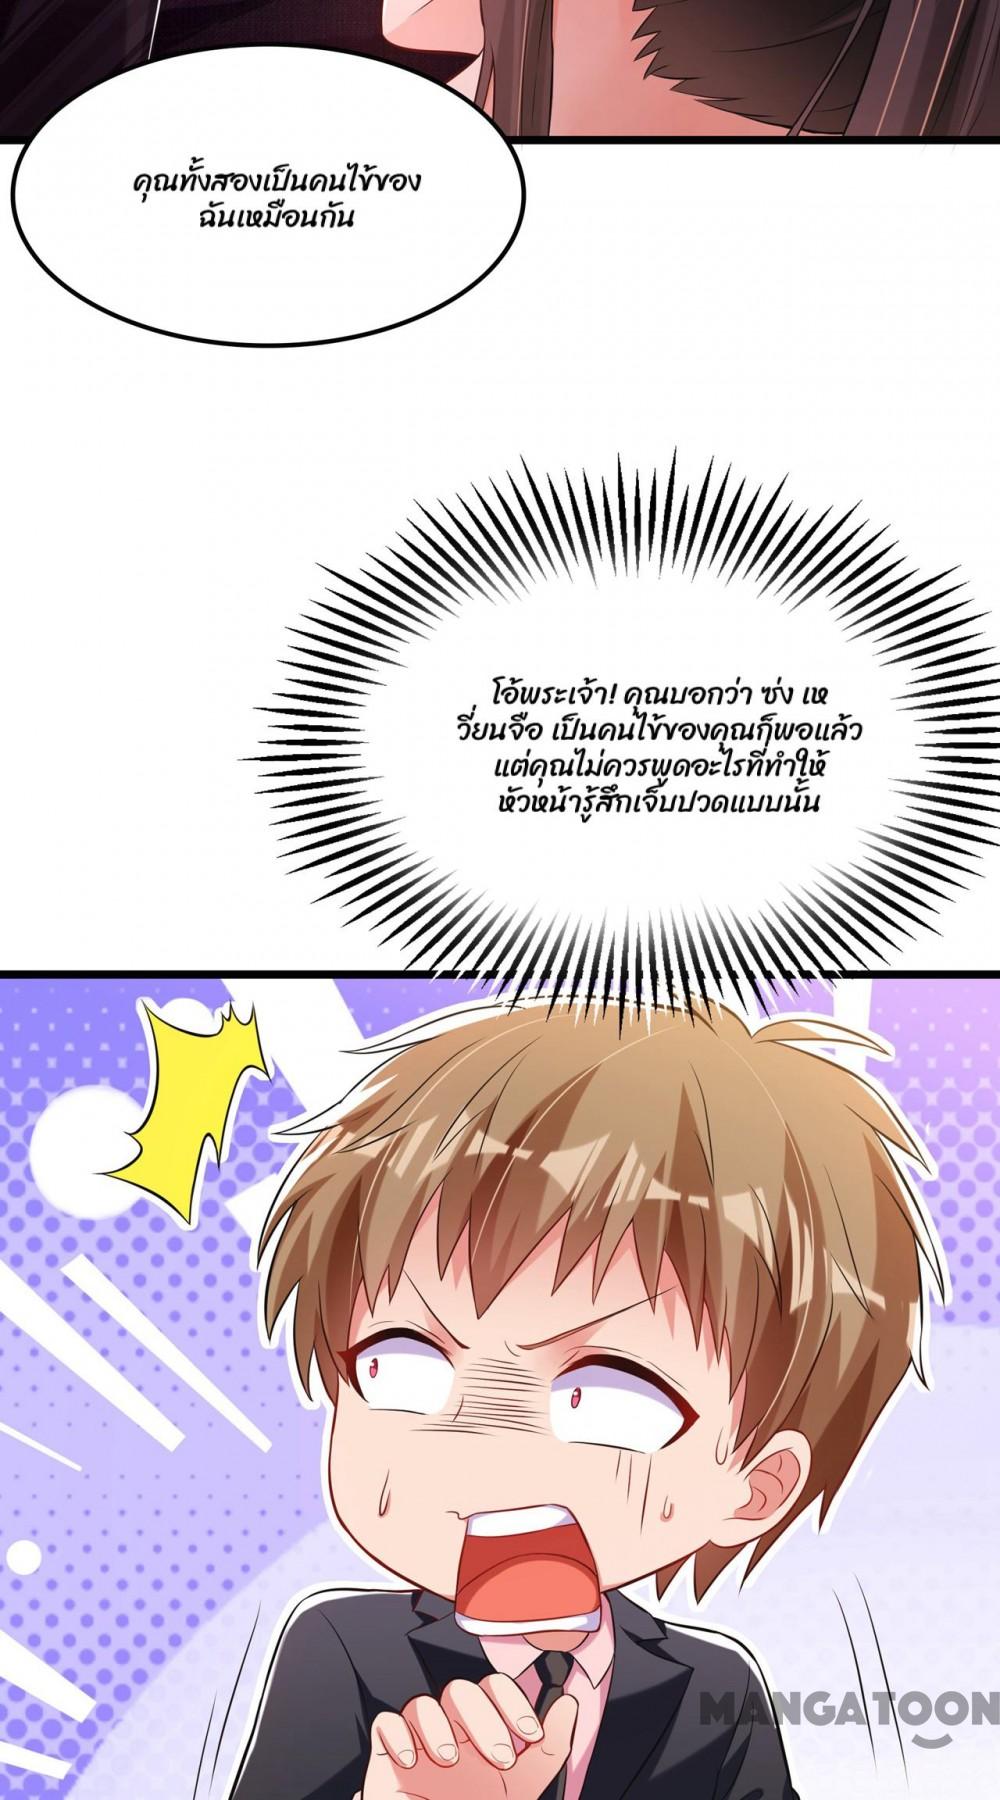 คุณทั้งสองเป็นคนไข้ของ
ฉันเหมือนกัน
โอ้พระเจ้า! คุณบอกว่า ซ่ง เห
วี่ยนจือ เป็นคนไข้ของคุณก็พอแล้ว
แต่คุณไม่ควรพูดอะไรที่ทำให้
หัวหน้ารู้สึกเจ็บปวดแบบนั้น
MANGATOON